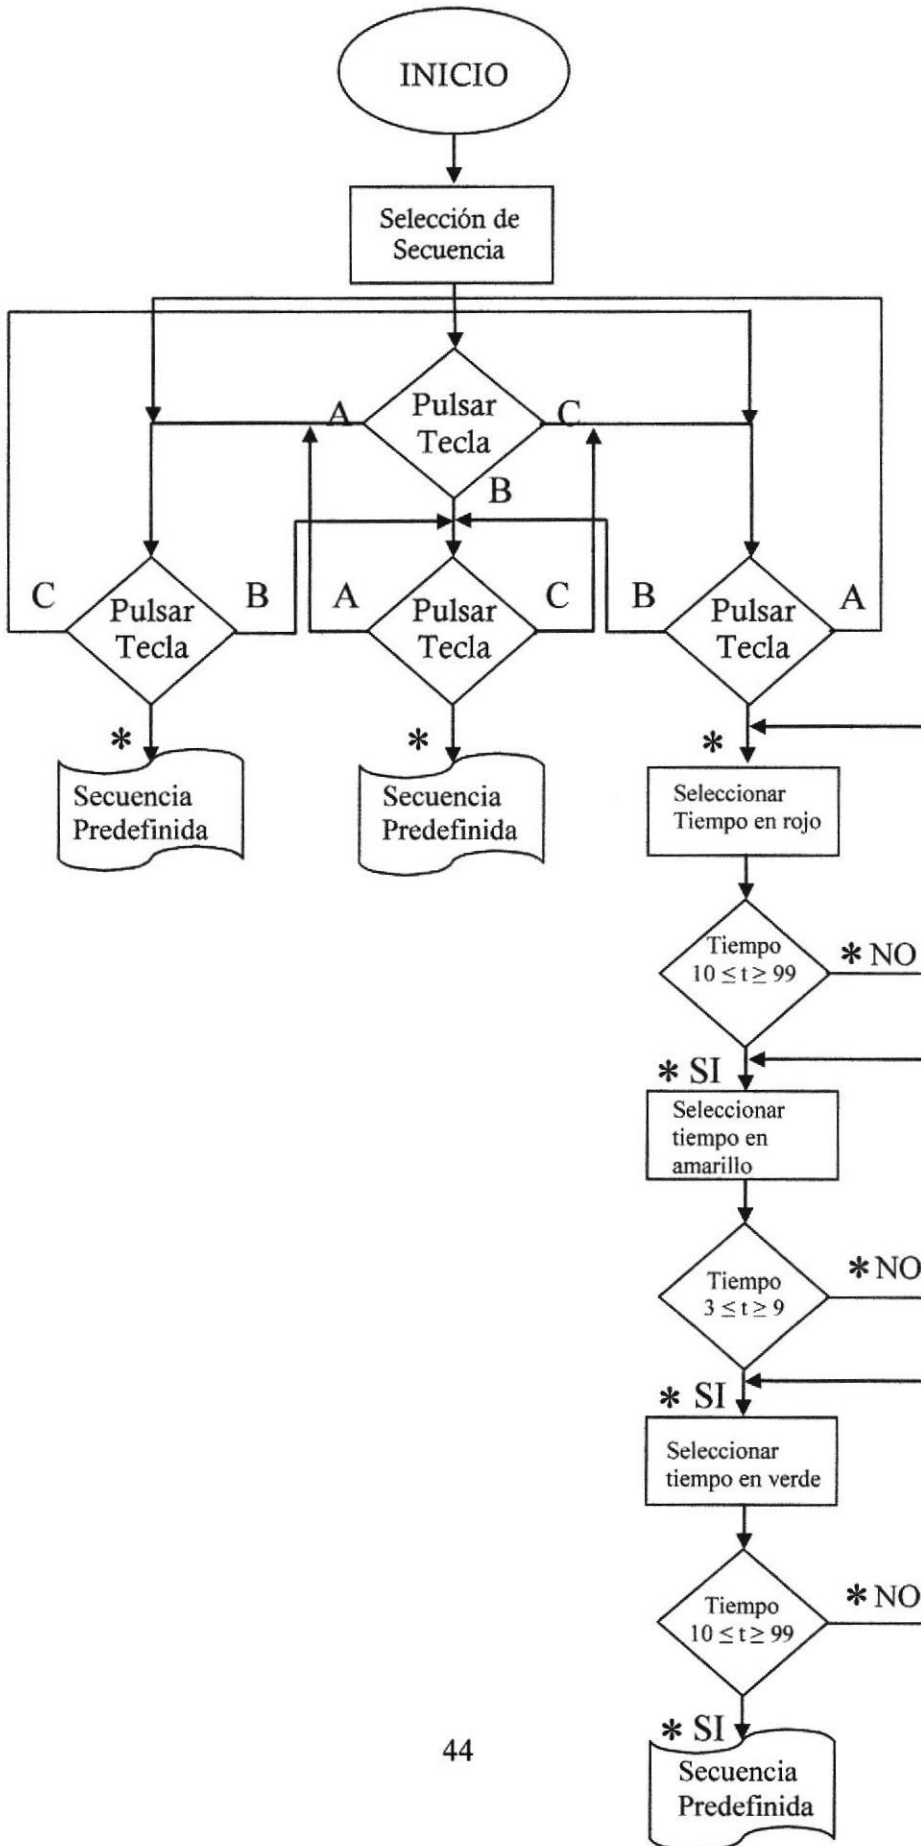 INICIO
Selección de
Secuencia
Pulsar
Tecla
A
C
B
C
Pulsar
Tecla
B
A
Pulsar
Tecla
C
B
Pulsar
Tecla
A
*
*
*
Secuencia
Predefinida
Secuencia
Predefinida
Seleccionar
Tiempo en rojo
Tiempo
10 ≤ t ≥ 99
* NO
* SI
Seleccionar
tiempo en
amarillo
Tiempo
3 ≤ t ≥ 9
* NO
* SI
Seleccionar
tiempo en verde
Tiempo
10 ≤ t ≥ 99
* NO
* SI
Secuencia
Predefinida
44